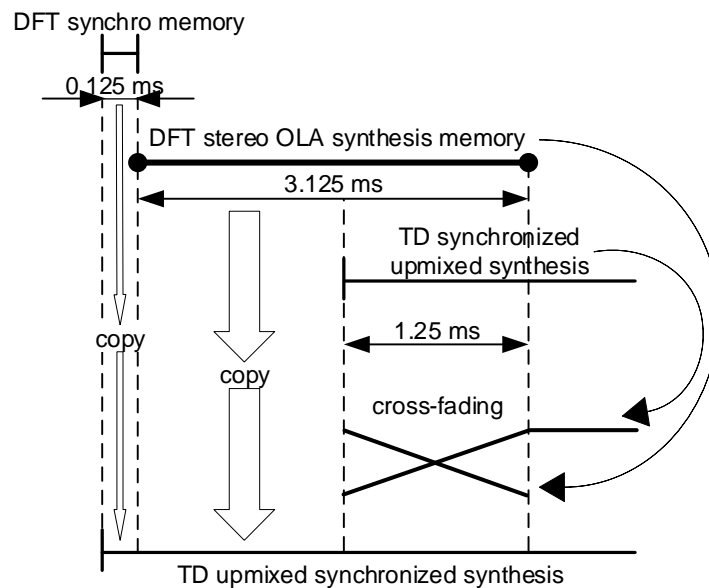 DFT synchro memory
0.125 ms
DFT stereo OLA synthesis memory
3.125 ms
TD synchronized
upmixed synthesis
1.25 ms
copy
copy
cross-fading
TD upmixed synchronized synthesis